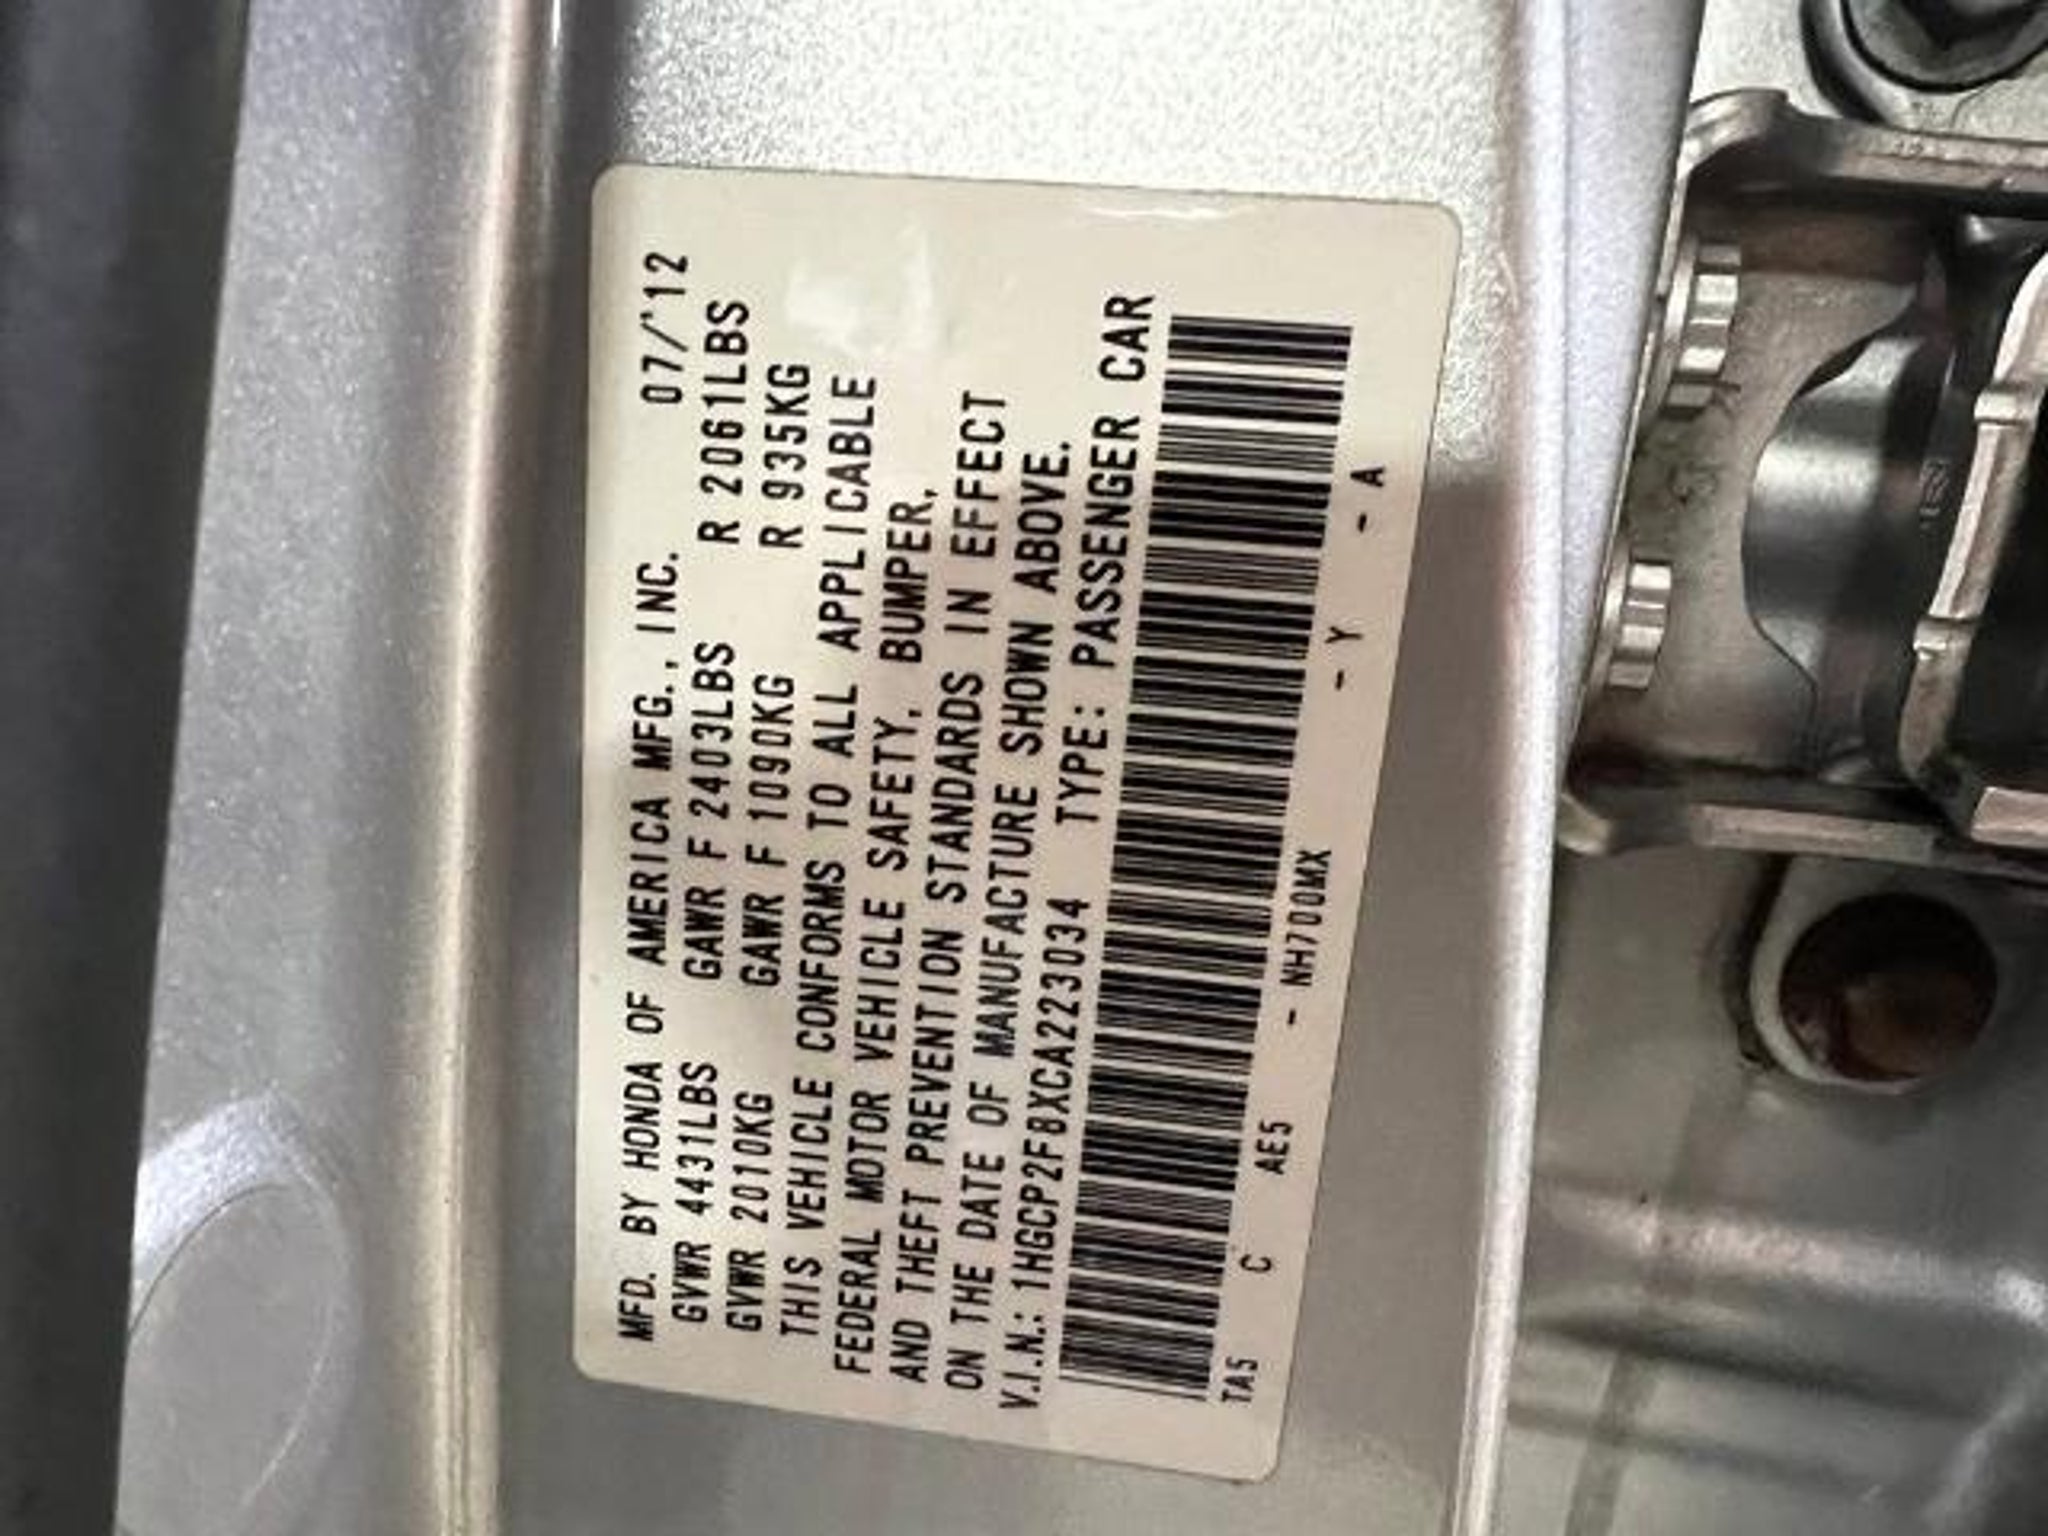 MFD. BY HONDA OF AMERICA MFG., INC. 07/'12
GVWR 4431LBS GAWR F 2403LBS R 2061LBS
GVWR 2010KG GAWR F 1090KG R 935KG
THIS VEHICLE CONFORMS TO ALL APPLICABLE
FEDERAL MOTOR VEHICLE SAFETY, BUMPER,
AND THEFT PREVENTION STANDARDS IN EFFECT
ON THE DATE OF MANUFACTURE SHOWN ABOVE.
V.I.N.: 1HGCP2F8XCA223034 TYPE: PASSENGER CAR
TA5 C AE5 - NH700MX - Y - A